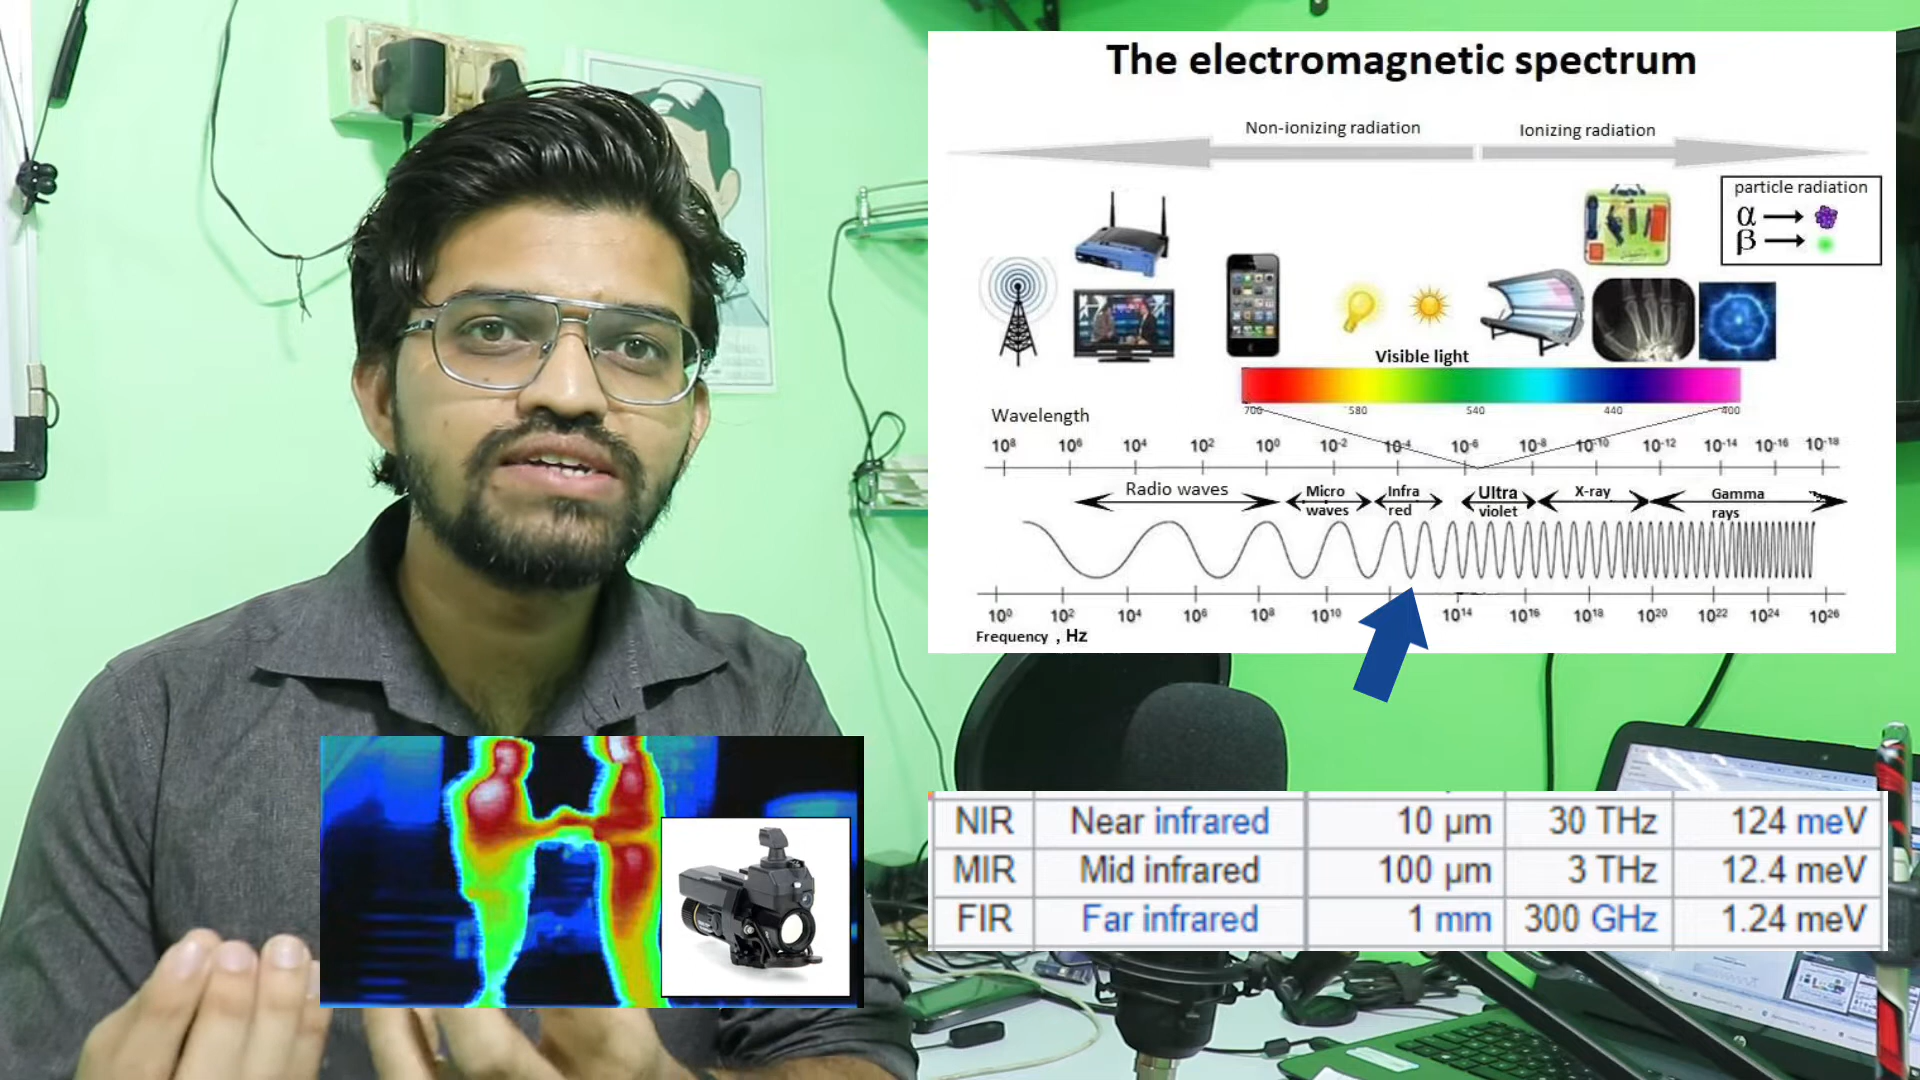 The electromagnetic spectrum
Non-ionizing radiation Ionizing radiation
particle radiation
α
β
Visible light
700 580 540 440 400
Wavelength
10⁸ 10⁶ 10⁴ 10² 10⁰ 10⁻² 10⁻⁴ 10⁻⁶ 10⁻⁸ 10⁻¹⁰ 10⁻¹² 10⁻¹⁴ 10⁻¹⁶ 10⁻¹⁸
Radio waves Micro waves Infra red Ultra violet X-ray Gamma rays
10⁰ 10² 10⁴ 10⁶ 10⁸ 10¹⁰ 10¹⁴ 10¹⁶ 10¹⁸ 10²⁰ 10²² 10²⁴ 10²⁶
Frequency , Hz
NIR Near infrared 10 µm 30 THz 124 meV
MIR Mid infrared 100 µm 3 THz 12.4 meV
FIR Far infrared 1 mm 300 GHz 1.24 meV